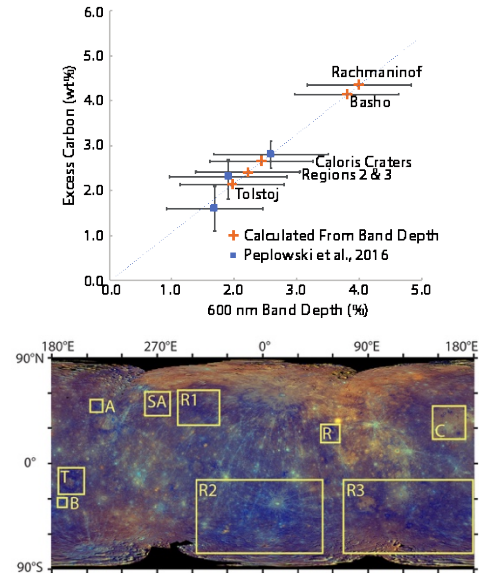 6.0
5.0
4.0
3.0
2.0
1.0
0.0
Excess Carbon (wt%)
Rachmaninof
Basho
Caloris Craters
Regions 2 & 3
Tolstoj
Calculated From Band Depth
Peplowski et al., 2016
0.0 1.0 2.0 3.0 4.0 5.0
600 nm Band Depth (%)
180°E 270°E 0° 90°E 180°E
90°N
A
SA
R1
R
C
0°
T
B
R2
R3
90°S